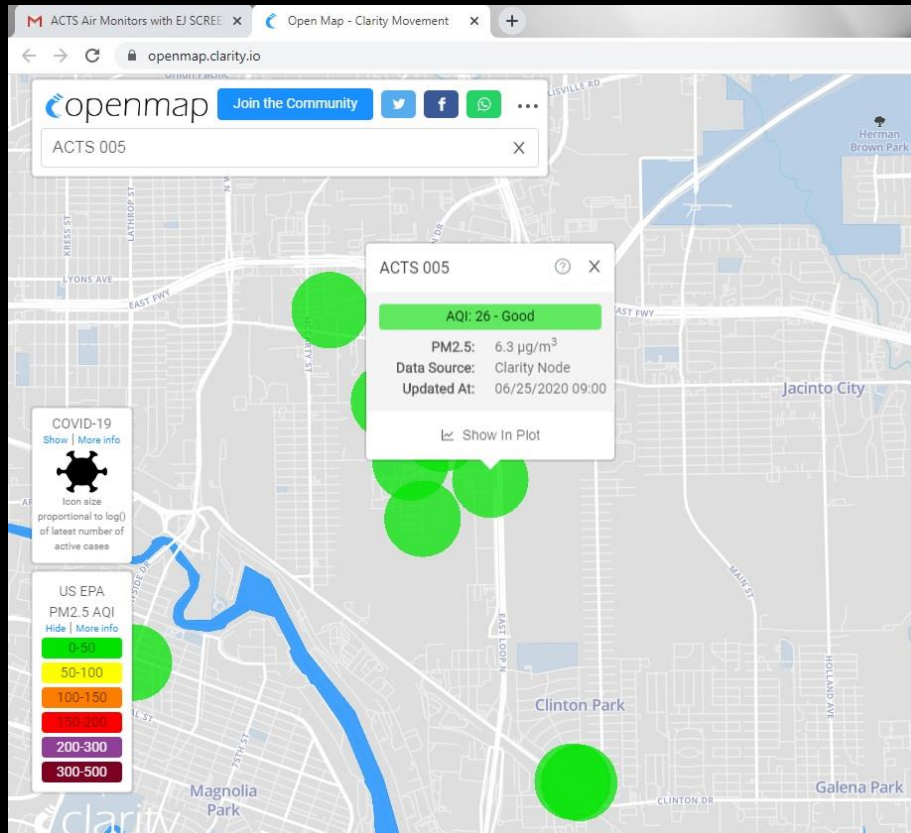 ACTS Air Monitors with EJ SCREE
Open Map - Clarity Movement
openmap.clarity.io
openmap
Join the Community
ACTS 005
LISVILLE RD
Herman
Brown Park
KRESS ST
LATHROP ST
LYONS AVE
EAST FWY
ACTS 005
AQI: 26 - Good
PM2.5: 6.3 µg/m³
Data Source: Clarity Node
Updated At: 06/25/2020 09:00
Show In Plot
AST FWY
Jacinto City
COVID-19
Show | More info
Icon size
proportional to log()
of latest number of
active cases
US EPA
PM2.5 AQI
Hide | More info
0-50
50-100
100-150
150-200
200-300
300-500
EAST LOOP N
MAIN ST
HOLLAND AVE
75TH ST
Clinton Park
CLINTON DR
Galena Park
Magnolia
Park
clarity